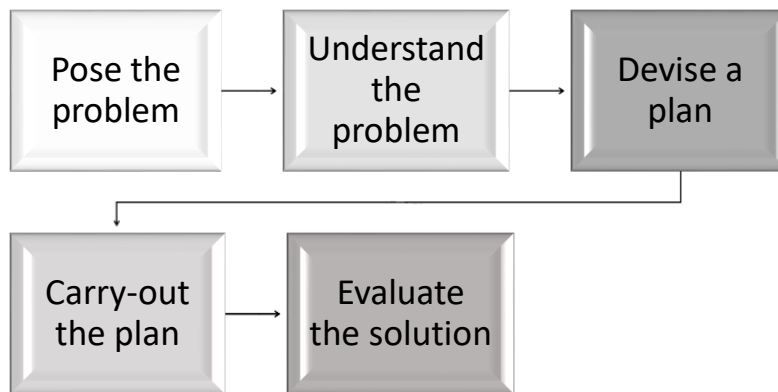 Pose the
problem
Understand
the
problem
Devise a
plan
Carry-out
the plan
Evaluate
the solution